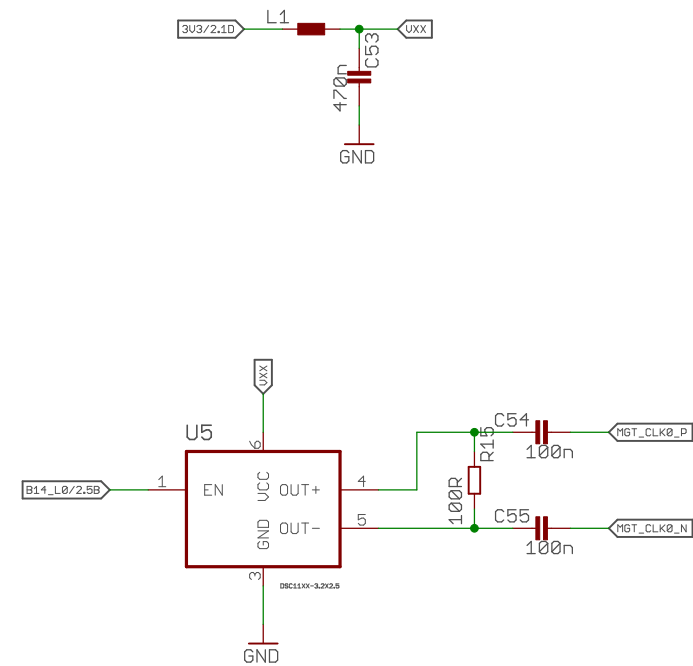 3V3/2.1D
L1
VXX
C53
470n
GND
VXX
U5
6
B14_L0/2.5B
1
EN
VCC
GND
OUT+
OUT-
4
5
3
DSC11XX-3.2X2.5
GND
C54
100n
MGT_CLK0_P
R15
100R
C55
100n
MGT_CLK0_N